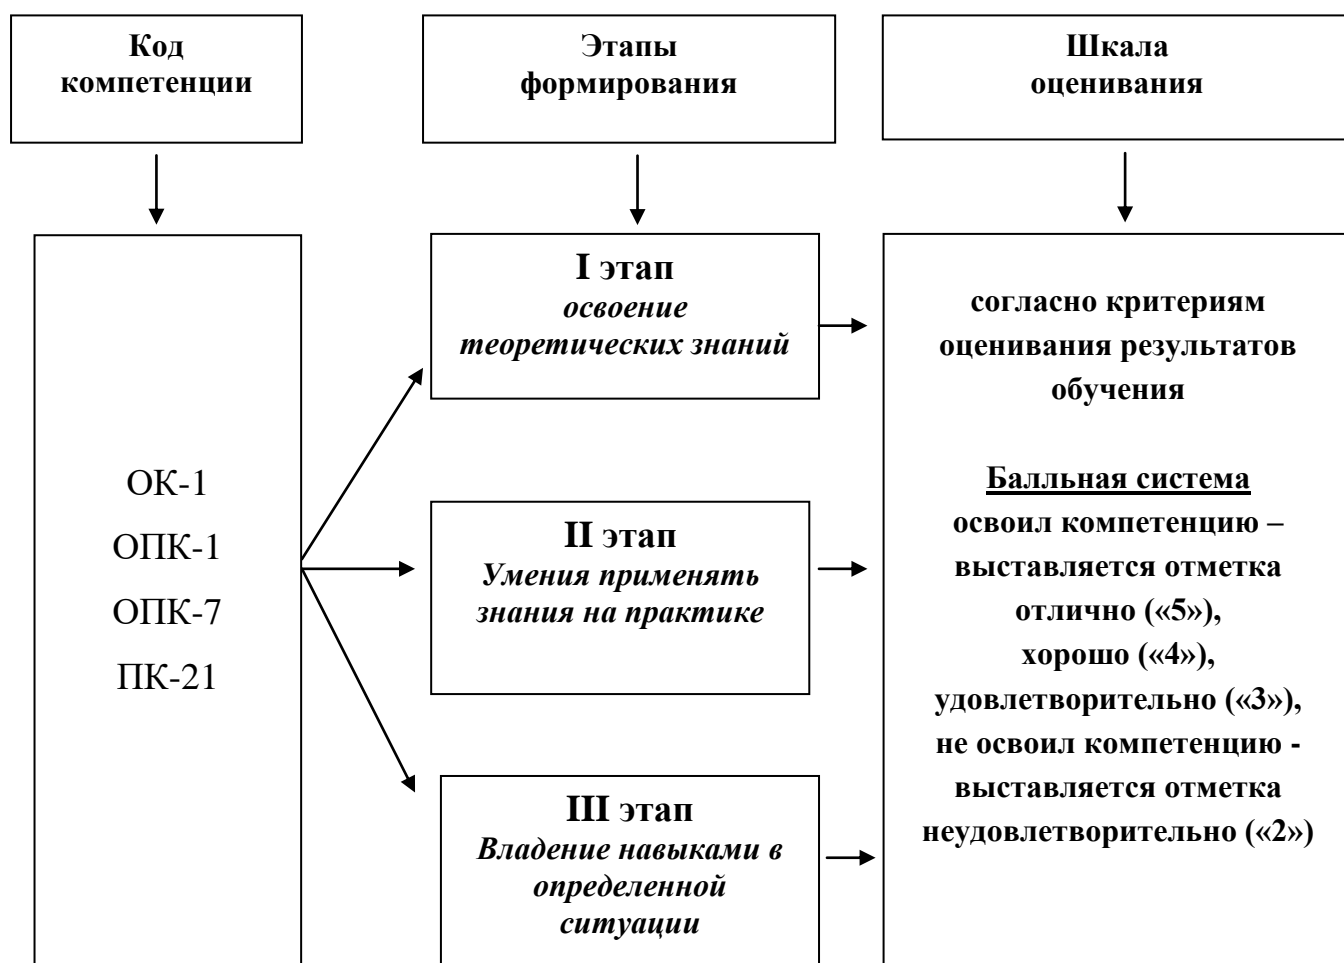 Код
компетенции
Этапы
формирования
Шкала
оценивания
ОК-1
ОПК-1
ОПК-7
ПК-21
I этап
освоение
теоретических знаний
II этап
Умения применять
знания на практике
III этап
Владение навыками в
определенной
ситуации
согласно критериям
оценивания результатов
обучения
Балльная система
освоил компетенцию –
выставляется отметка
отлично («5»),
хорошо («4»),
удовлетворительно («3»),
не освоил компетенцию -
выставляется отметка
неудовлетворительно («2»)